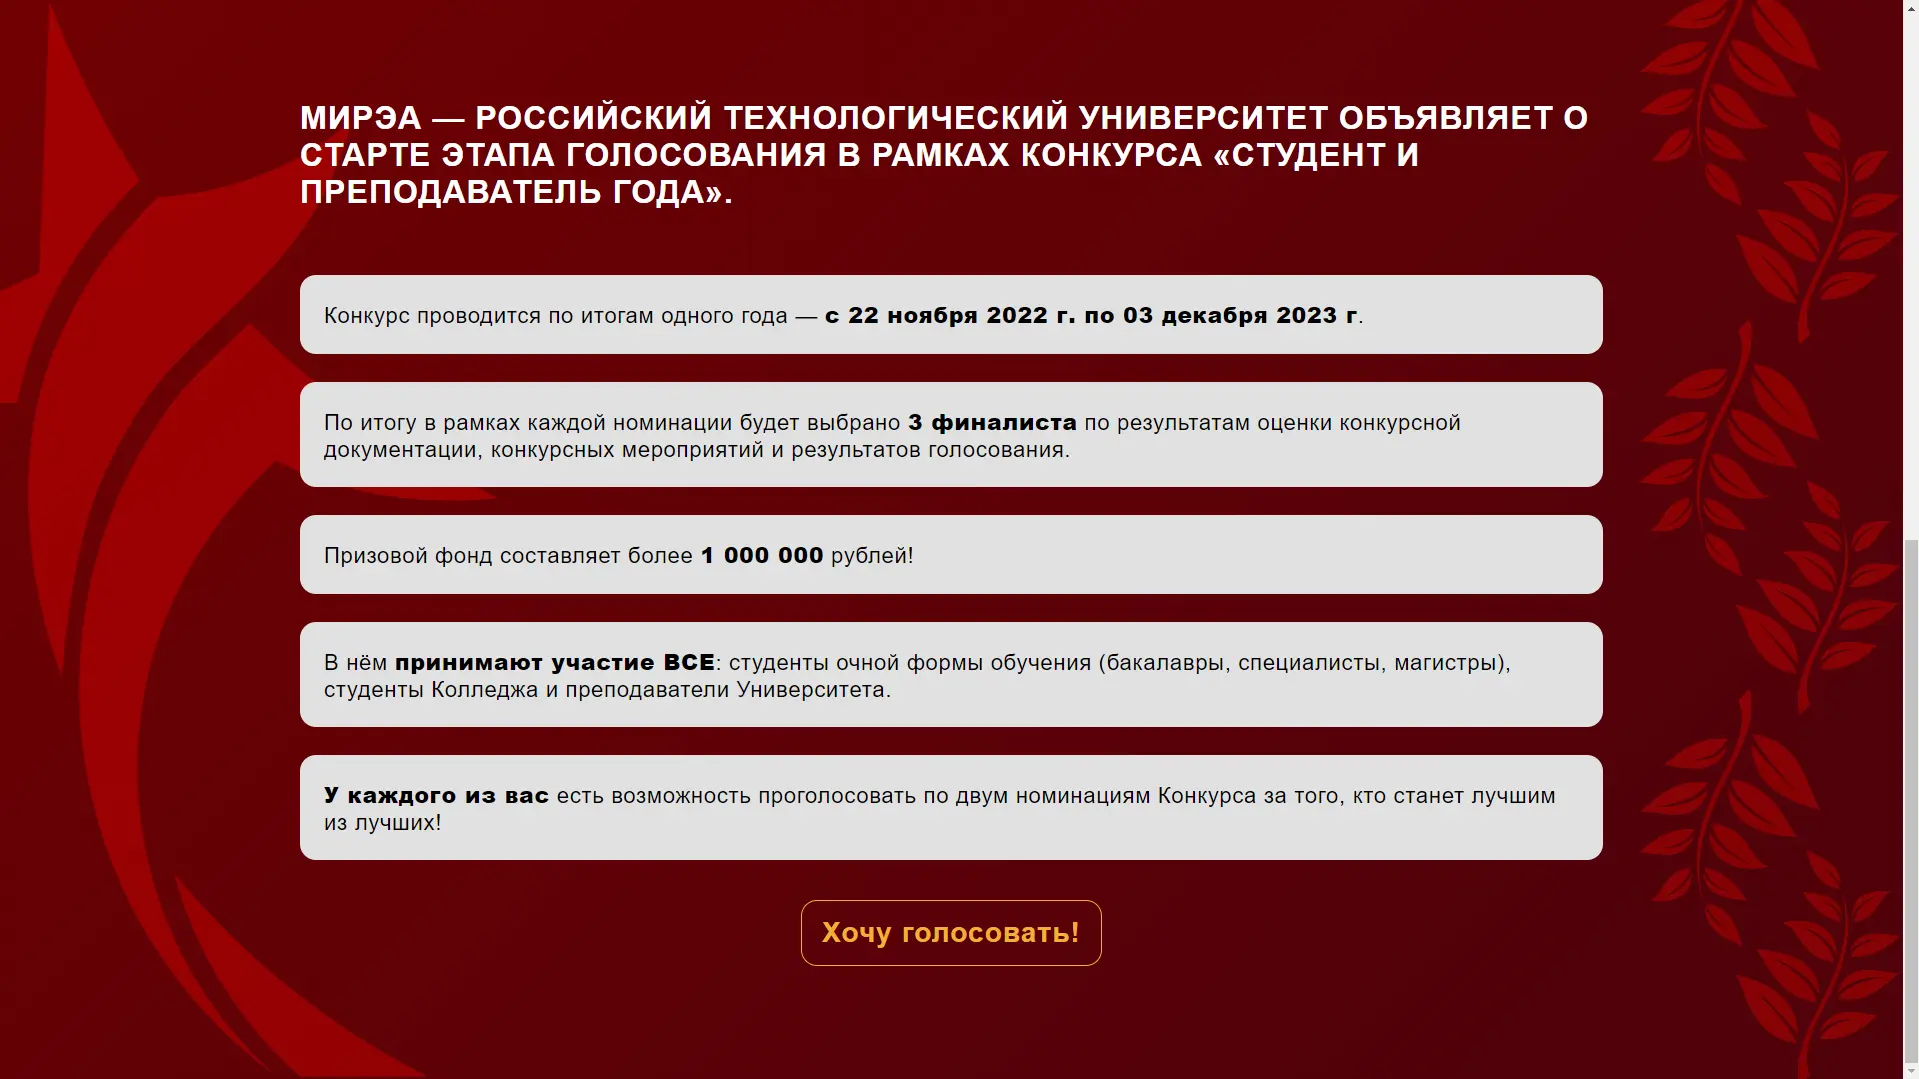 МИРЭА — РОССИЙСКИЙ ТЕХНОЛОГИЧЕСКИЙ УНИВЕРСИТЕТ ОБЪЯВЛЯЕТ О
СТАРТЕ ЭТАПА ГОЛОСОВАНИЯ В РАМКАХ КОНКУРСА «СТУДЕНТ И
ПРЕПОДАВАТЕЛЬ ГОДА».
Конкурс проводится по итогам одного года — с 22 ноября 2022 г. по 03 декабря 2023 г.
По итогу в рамках каждой номинации будет выбрано 3 финалиста по результатам оценки конкурсной
документации, конкурсных мероприятий и результатов голосования.
Призовой фонд составляет более 1 000 000 рублей!
В нём принимают участие ВСЕ: студенты очной формы обучения (бакалавры, специалисты, магистры),
студенты Колледжа и преподаватели Университета.
У каждого из вас есть возможность проголосовать по двум номинациям Конкурса за того, кто станет лучшим
из лучших!
Хочу голосовать!